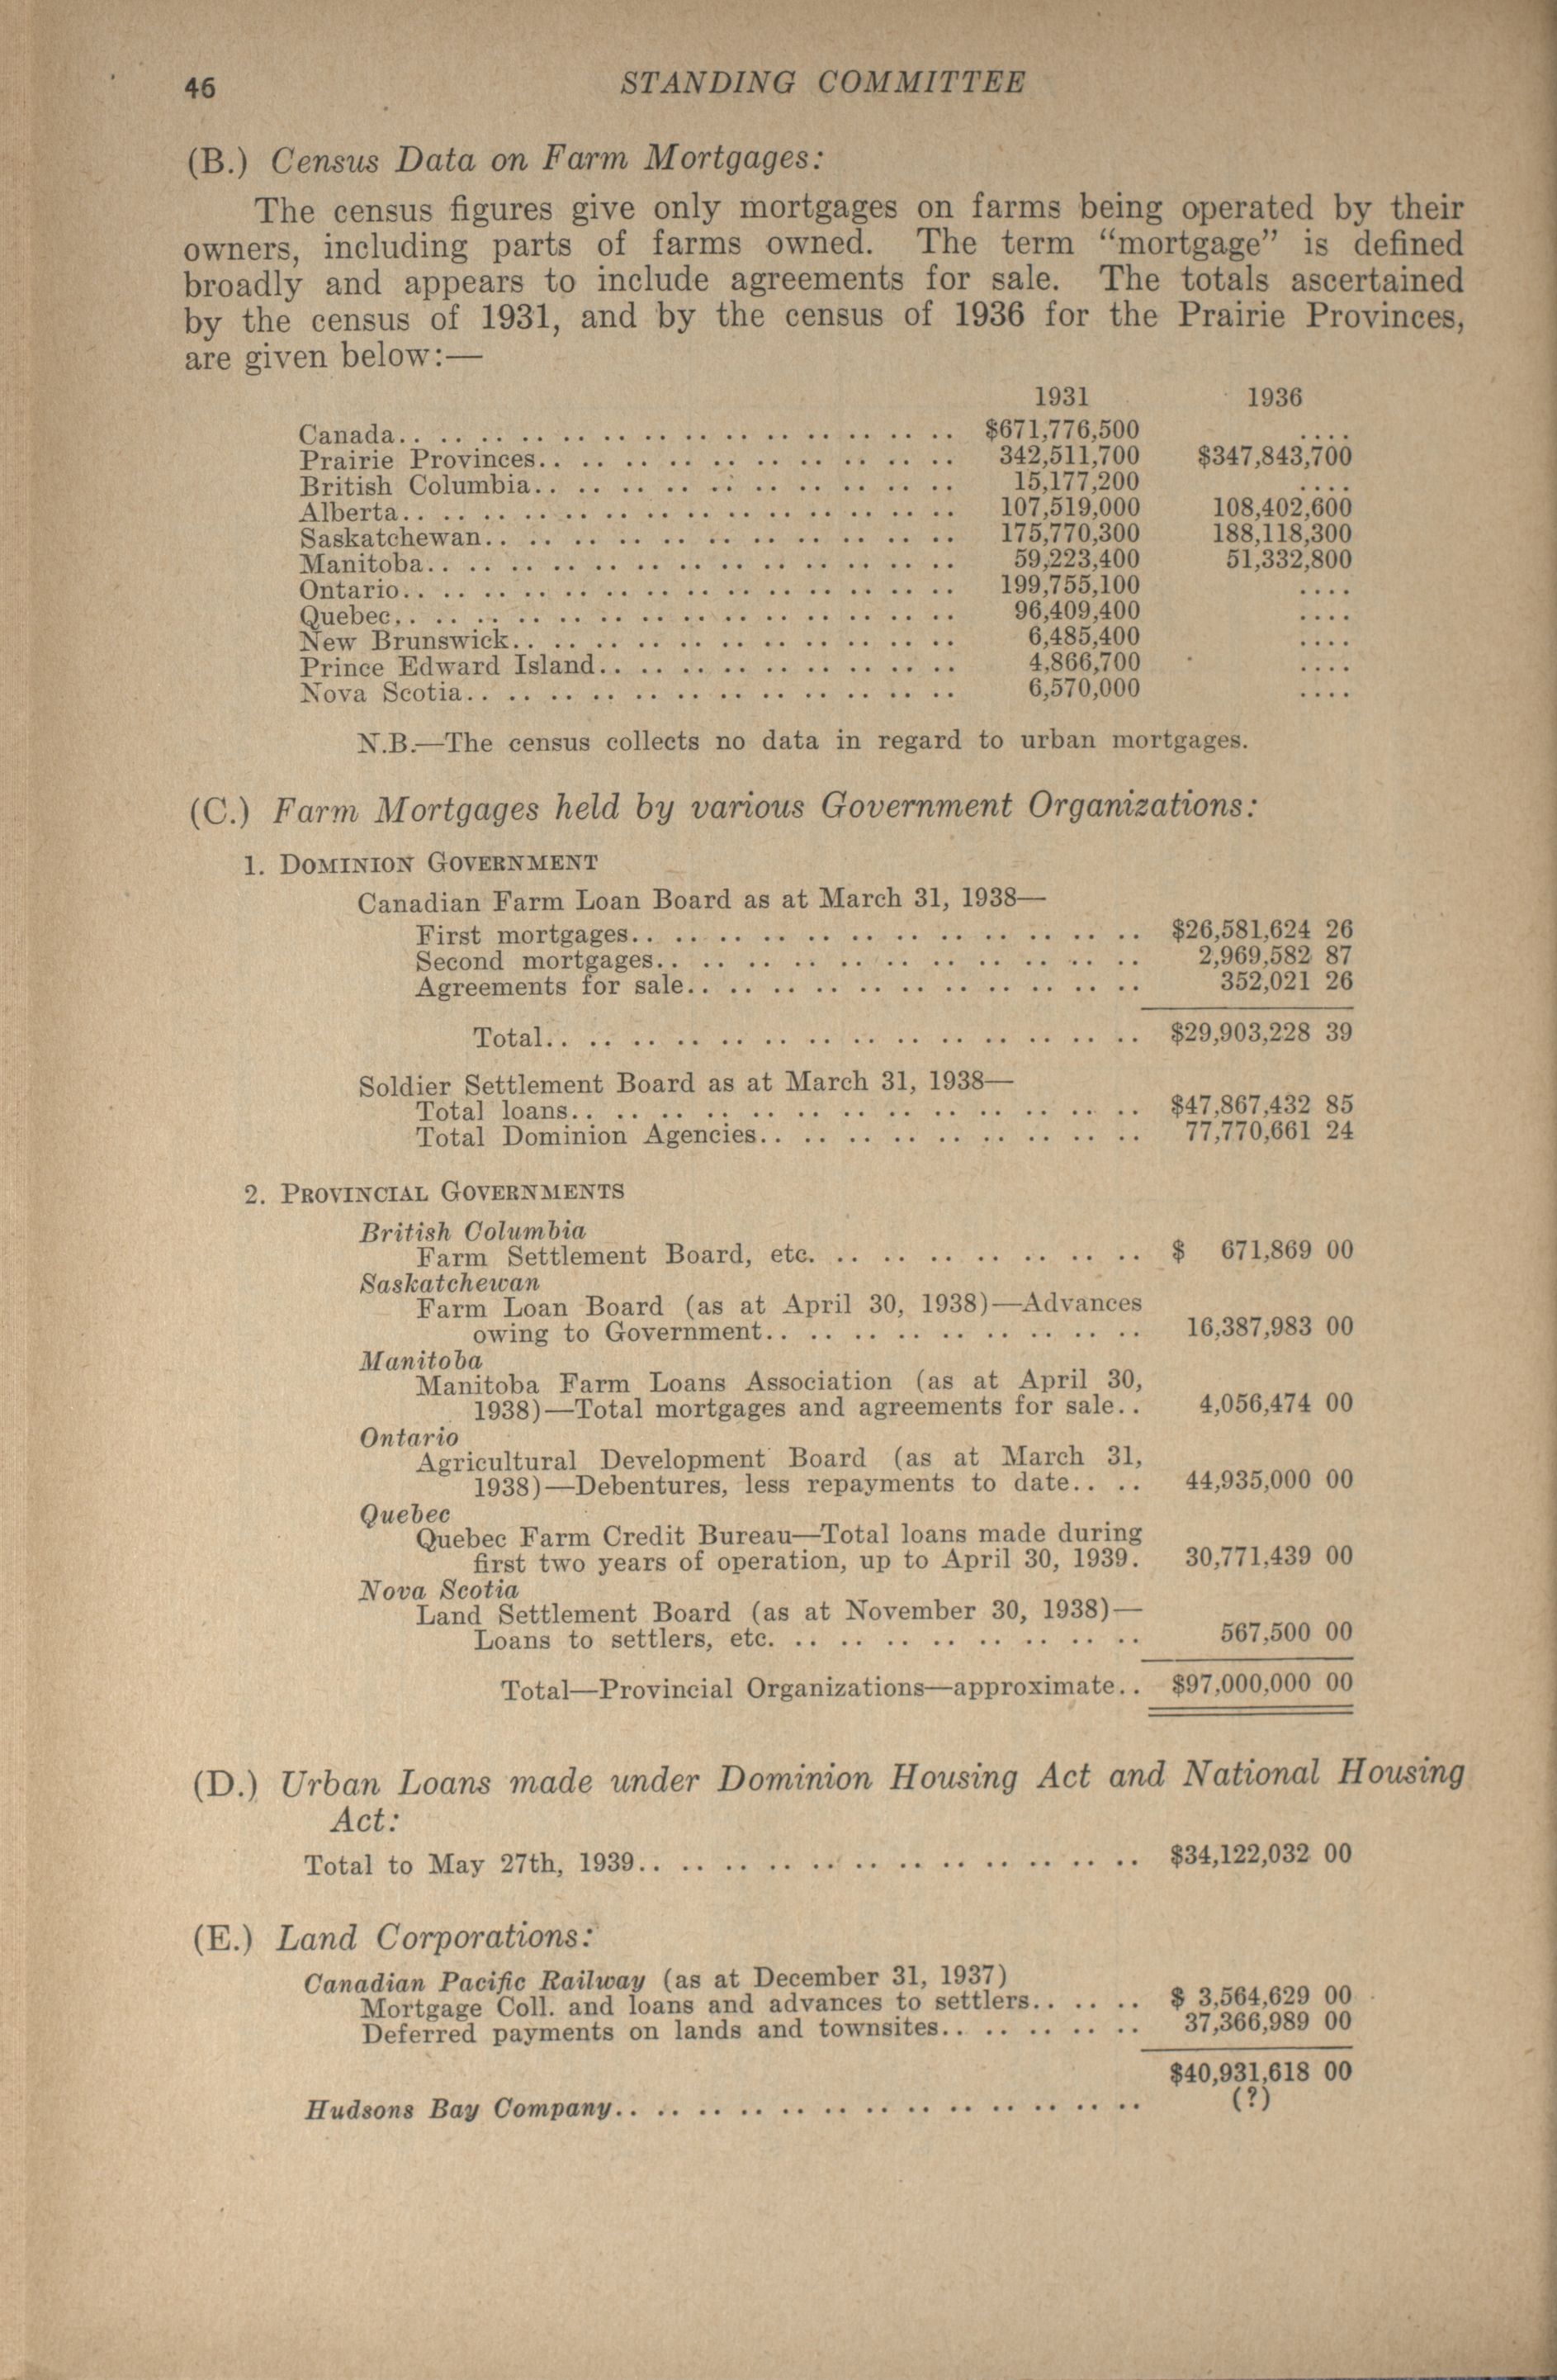 46 STANDING COMMITTEE
(B.) Census Data on Farm Mortgages:
The census figures give only mortgages on farms being operated by their
owners, including parts of farms owned. The term “mortgage” is defined
broadly and appears to include agreements for sale. The totals ascertained
by the census of 1931, and by the census of 1936 for the Prairie Provinces,
are given below:—
1931 1936
Canada.. .. .. .. .. .. .. .. .. .. .. .. .. .. $671,776,500 ....
Prairie Provinces.. .. .. .. .. .. .. .. .. .. 342,511,700 $347,843,700
British Columbia.. .. .. .. .. .. .. .. .. .. 15,177,200 ....
Alberta.. .. .. .. .. .. .. .. .. .. .. .. .. .. 107,519,000 108,402,600
Saskatchewan.. .. .. .. .. .. .. .. .. .. .. .. 175,770,300 188,118,300
Manitoba.. .. .. .. .. .. .. .. .. .. .. .. .. 59,223,400 51,332,800
Ontario.. .. .. .. .. .. .. .. .. .. .. .. .. .. 199,755,100 ....
Quebec.. .. .. .. .. .. .. .. .. .. .. .. .. .. 96,409,400 ....
New Brunswick.. .. .. .. .. .. .. .. .. .. .. 6,485,400 ....
Prince Edward Island.. .. .. .. .. .. .. .. .. 4,866,700 ....
Nova Scotia.. .. .. .. .. .. .. .. .. .. .. .. 6,570,000 ....
N.B.—The census collects no data in regard to urban mortgages.
(C.) Farm Mortgages held by various Government Organizations:
1. DOMINION GOVERNMENT
Canadian Farm Loan Board as at March 31, 1938—
First mortgages.. .. .. .. .. .. .. .. .. .. .. .. $26,581,624 26
Second mortgages.. .. .. .. .. .. .. .. .. .. .. 2,969,582 87
Agreements for sale.. .. .. .. .. .. .. .. .. .. .. 352,021 26
Total.. .. .. .. .. .. .. .. .. .. .. .. .. .. $29,903,228 39
Soldier Settlement Board as at March 31, 1938—
Total loans.. .. .. .. .. .. .. .. .. .. .. .. .. .. $47,867,432 85
Total Dominion Agencies.. .. .. .. .. .. .. .. .. 77,770,661 24
2. PROVINCIAL GOVERNMENTS
British Columbia
Farm Settlement Board, etc. .. .. .. .. .. .. .. $ 671,869 00
Saskatchewan
Farm Loan Board (as at April 30, 1938)—Advances
owing to Government.. .. .. .. .. .. .. .. .. 16,387,983 00
Manitoba
Manitoba Farm Loans Association (as at April 30,
1938)—Total mortgages and agreements for sale.. 4,056,474 00
Ontario
Agricultural Development Board (as at March 31,
1938)—Debentures, less repayments to date.. .. 44,935,000 00
Quebec
Quebec Farm Credit Bureau—Total loans made during
first two years of operation, up to April 30, 1939. 30,771,439 00
Nova Scotia
Land Settlement Board (as at November 30, 1938)—
Loans to settlers, etc. .. .. .. .. .. .. .. .. 567,500 00
Total—Provincial Organizations—approximate.. $97,000,000 00
(D.) Urban Loans made under Dominion Housing Act and National Housing
Act:
Total to May 27th, 1939.. .. .. .. .. .. .. .. .. .. .. .. $34,122,032 00
(E.) Land Corporations:
Canadian Pacific Railway (as at December 31, 1937)
Mortgage Coll. and loans and advances to settlers.. .. .. $ 3,564,629 00
Deferred payments on lands and townsites.. .. .. .. .. 37,366,989 00
$40,931,618 00
Hudsons Bay Company.. .. .. .. .. .. .. .. .. .. .. .. .. (?)